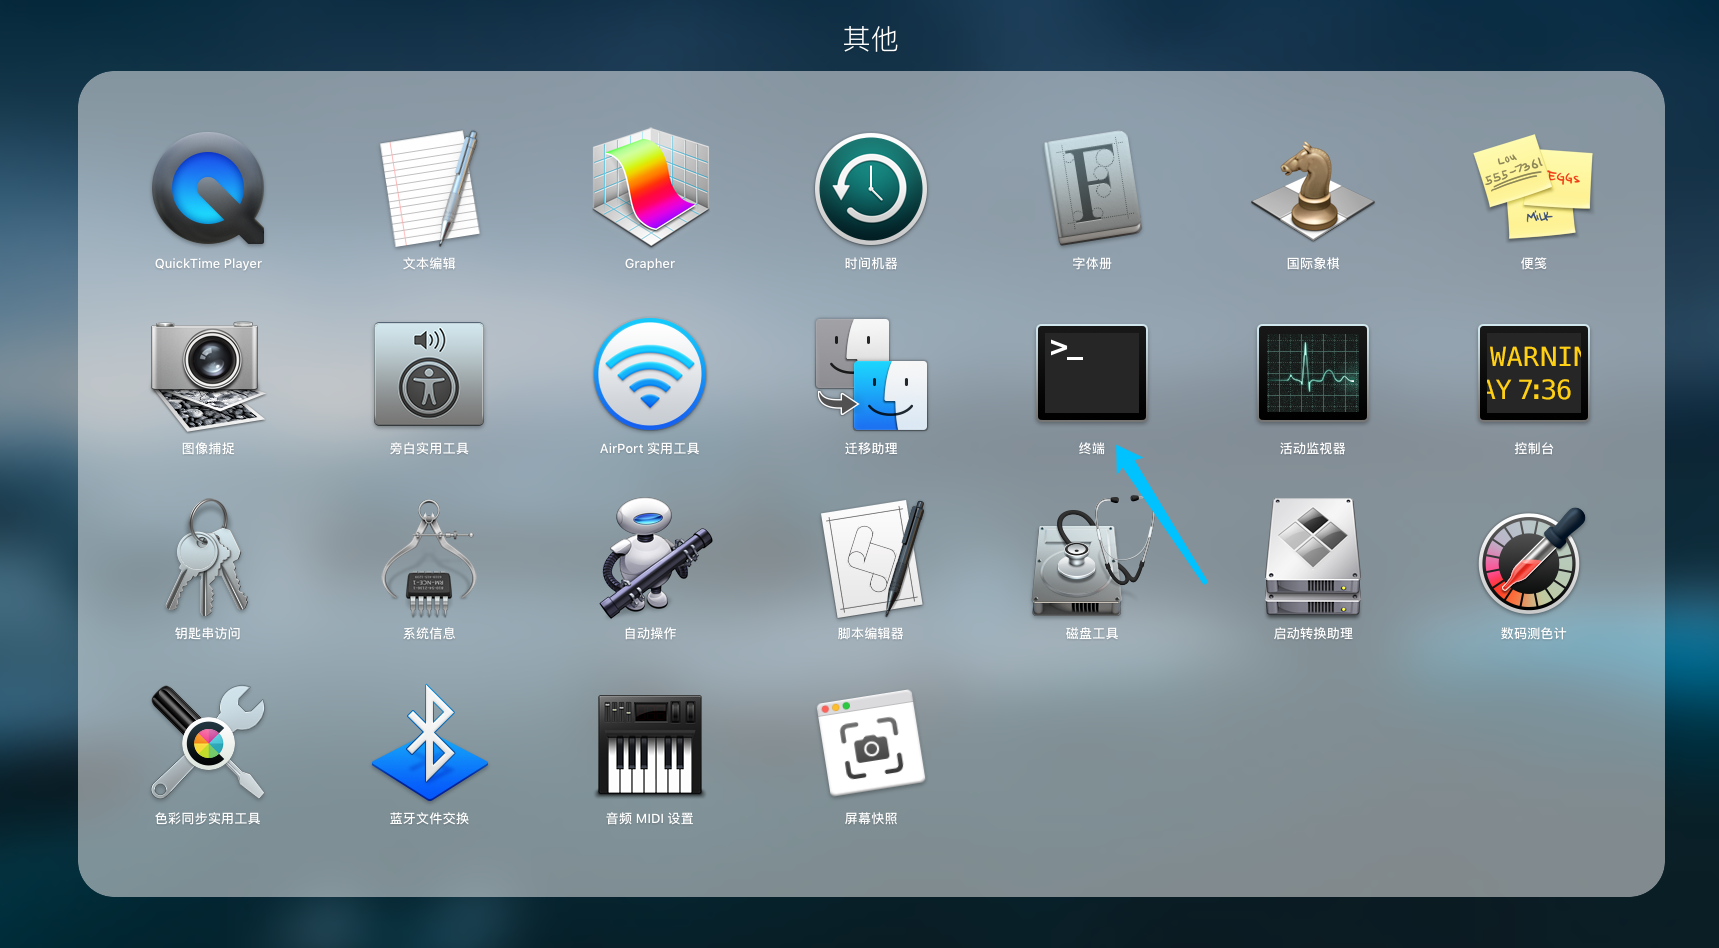 其他
QuickTime Player
文本编辑
Grapher
时间机器
字体册
国际象棋
便笺
LOU
555-7361
EGGS
MILK
图像捕捉
旁白实用工具
AirPort 实用工具
迁移助理
>_
终端
活动监视器
WARNIN
AY 7:36
控制台
钥匙串访问
系统信息
自动操作
脚本编辑器
磁盘工具
启动转换助理
数码测色计
色彩同步实用工具
蓝牙文件交换
音频 MIDI 设置
屏幕快照